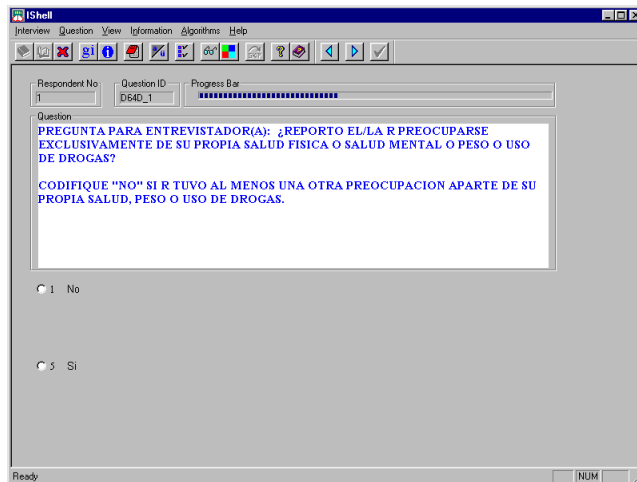 IShell
Interview Question View Information Algorithms Help
gi
Respondent No
Question ID
Progress Bar
1
D64D_1
Question
PREGUNTA PARA ENTREVISTADOR(A): ¿REPORTO EL/LA R PREOCUPARSE
EXCLUSIVAMENTE DE SU PROPIA SALUD FISICA O SALUD MENTAL O PESO O USO
DE DROGAS?
CODIFIQUE "NO" SI R TUVO AL MENOS UNA OTRA PREOCUPACION APARTE DE SU
PROPIA SALUD, PESO O USO DE DROGAS.
1 No
5 Si
Ready
NUM